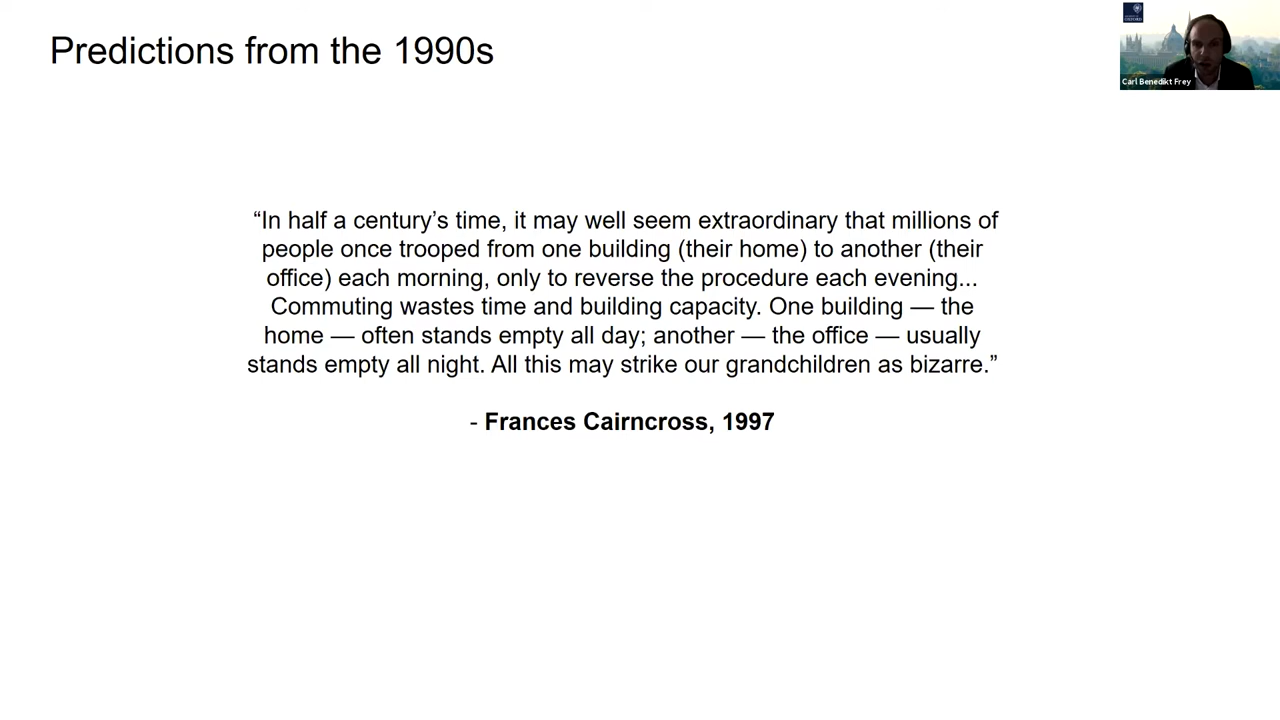 Predictions from the 1990s
“In half a century’s time, it may well seem extraordinary that millions of
people once trooped from one building (their home) to another (their
office) each morning, only to reverse the procedure each evening...
Commuting wastes time and building capacity. One building — the
home — often stands empty all day; another — the office — usually
stands empty all night. All this may strike our grandchildren as bizarre.”
- Frances Cairncross, 1997
OXFORD
Carl Benedikt Frey